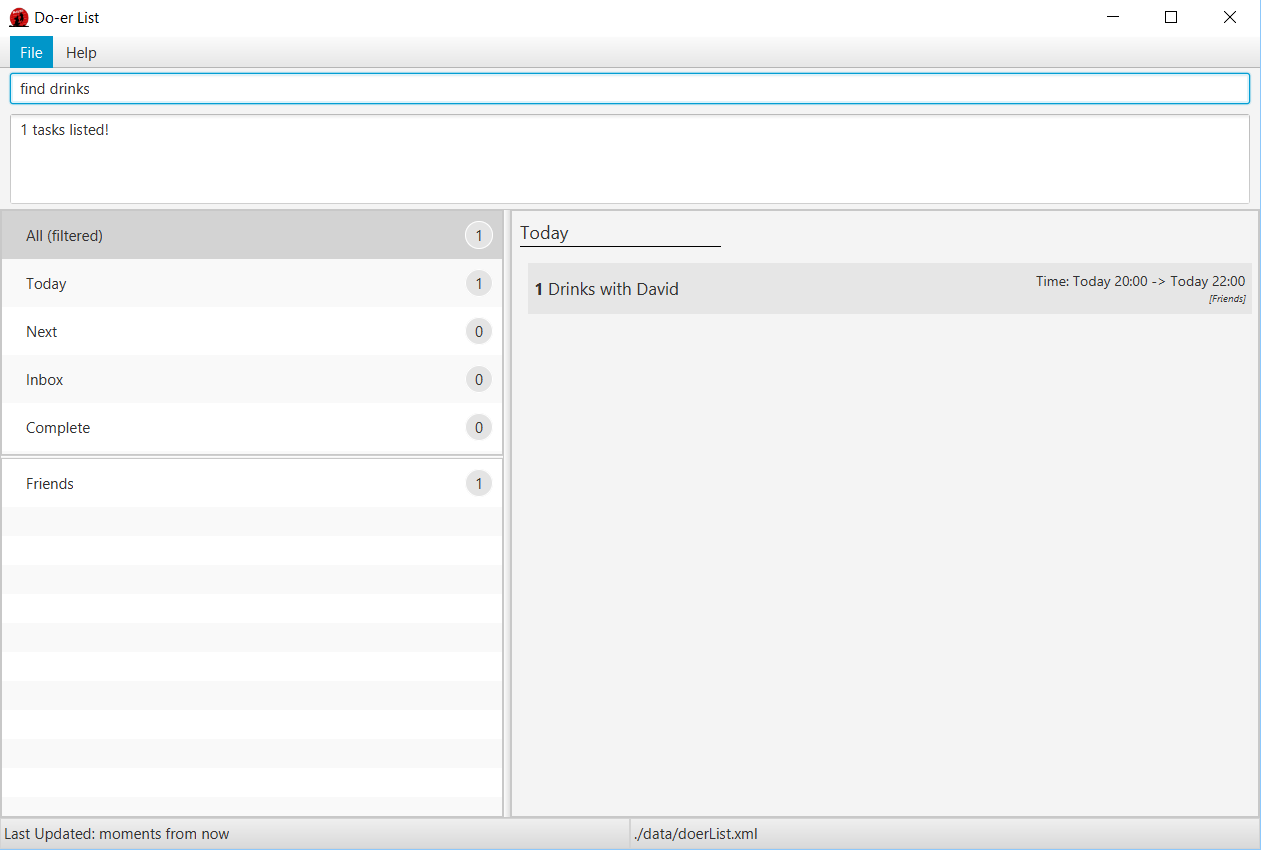 Do-er List
File Help
find drinks
1 tasks listed!
All (filtered) 1
Today 1
Next 0
Inbox 0
Complete 0
Friends 1
Today
1 Drinks with David
Time: Today 20:00 -> Today 22:00
[Friends]
Last Updated: moments from now
./data/doerList.xml